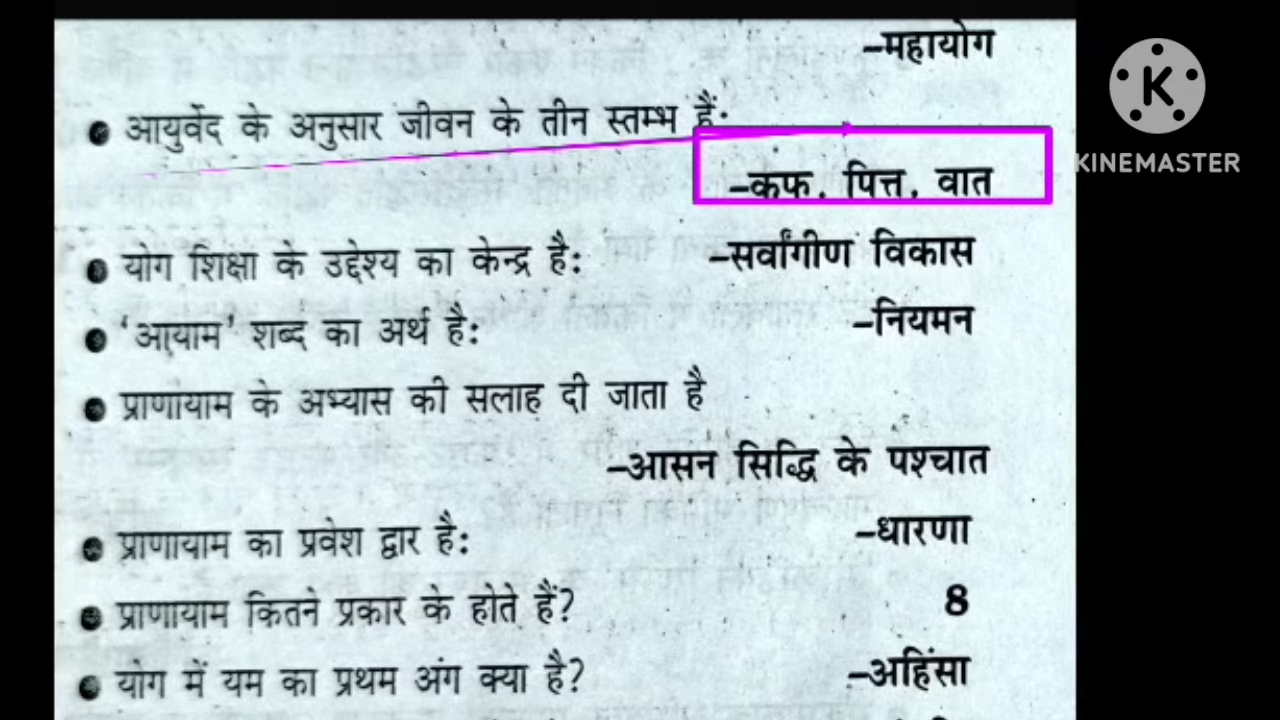 –महायोग
● आयुर्वेद के अनुसार जीवन के तीन स्तम्भ हैं:
–कफ, पित्त, वात
● योग शिक्षा के उद्देश्य का केन्द्र है: –सर्वांगीण विकास
● 'आयाम' शब्द का अर्थ है: –नियमन
● प्राणायाम के अभ्यास की सलाह दी जाता है
–आसन सिद्धि के पश्चात
● प्राणायाम का प्रवेश द्वार है: –धारणा
● प्राणायाम कितने प्रकार के होते हैं? 8
● योग में यम का प्रथम अंग क्या है? –अहिंसा
K
KINEMASTER